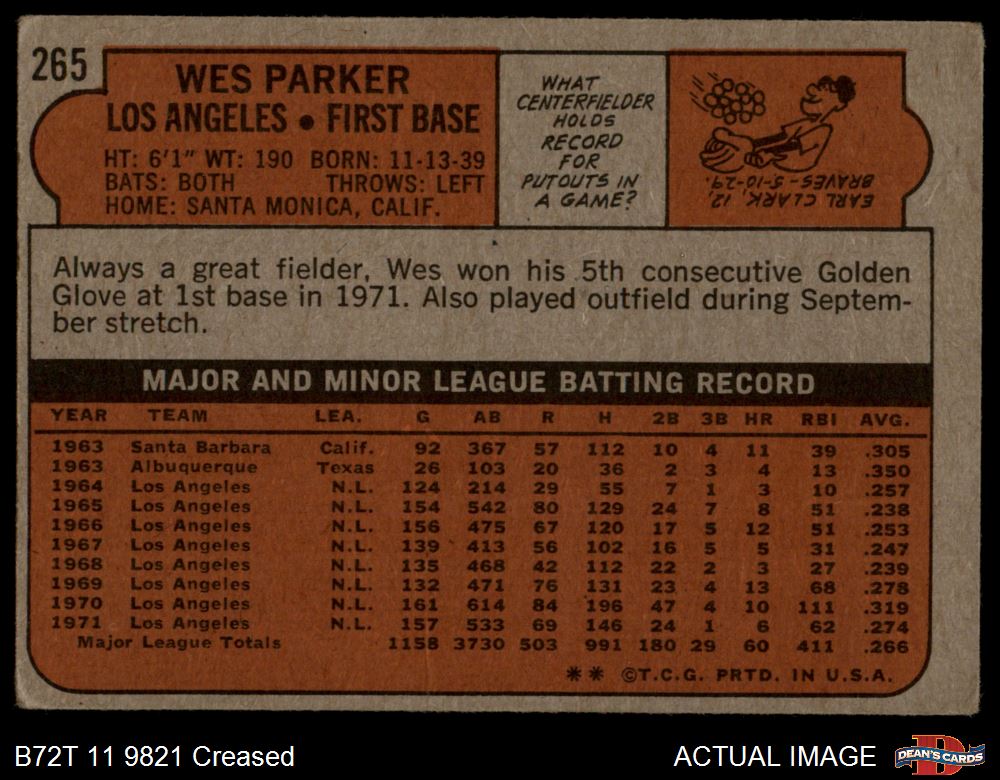 265
WES PARKER
LOS ANGELES • FIRST BASE
HT: 6'1" WT: 190 BORN: 11-13-39
BATS: BOTH THROWS: LEFT
HOME: SANTA MONICA, CALIF.
WHAT
CENTERFIELDER
HOLDS
RECORD
FOR
PUTOUTS IN
A GAME?
EARL CLARK, 12,
BRAVES-5-10-29.
Always a great fielder, Wes won his 5th consecutive Golden
Glove at 1st base in 1971. Also played outfield during Septem-
ber stretch.
MAJOR AND MINOR LEAGUE BATTING RECORD
YEAR TEAM LEA. G AB R H 2B 3B HR RBI AVG.
1963 Santa Barbara Calif. 92 367 57 112 10 4 11 39 .305
1963 Albuquerque Texas 26 103 20 36 2 3 4 13 .350
1964 Los Angeles N.L. 124 214 29 55 7 1 3 10 .257
1965 Los Angeles N.L. 154 542 80 129 24 7 8 51 .238
1966 Los Angeles N.L. 156 475 67 120 17 5 12 51 .253
1967 Los Angeles N.L. 139 413 56 102 16 5 5 31 .247
1968 Los Angeles N.L. 135 468 42 112 22 2 3 27 .239
1969 Los Angeles N.L. 132 471 76 131 23 4 13 68 .278
1970 Los Angeles N.L. 161 614 84 196 47 4 10 111 .319
1971 Los Angeles N.L. 157 533 69 146 24 1 6 62 .274
Major League Totals 1158 3730 503 991 180 29 60 411 .266
** ©T.C.G. PRTD. IN U.S.A.
B72T 11 9821 Creased
ACTUAL IMAGE
D
DEAN'S CARDS